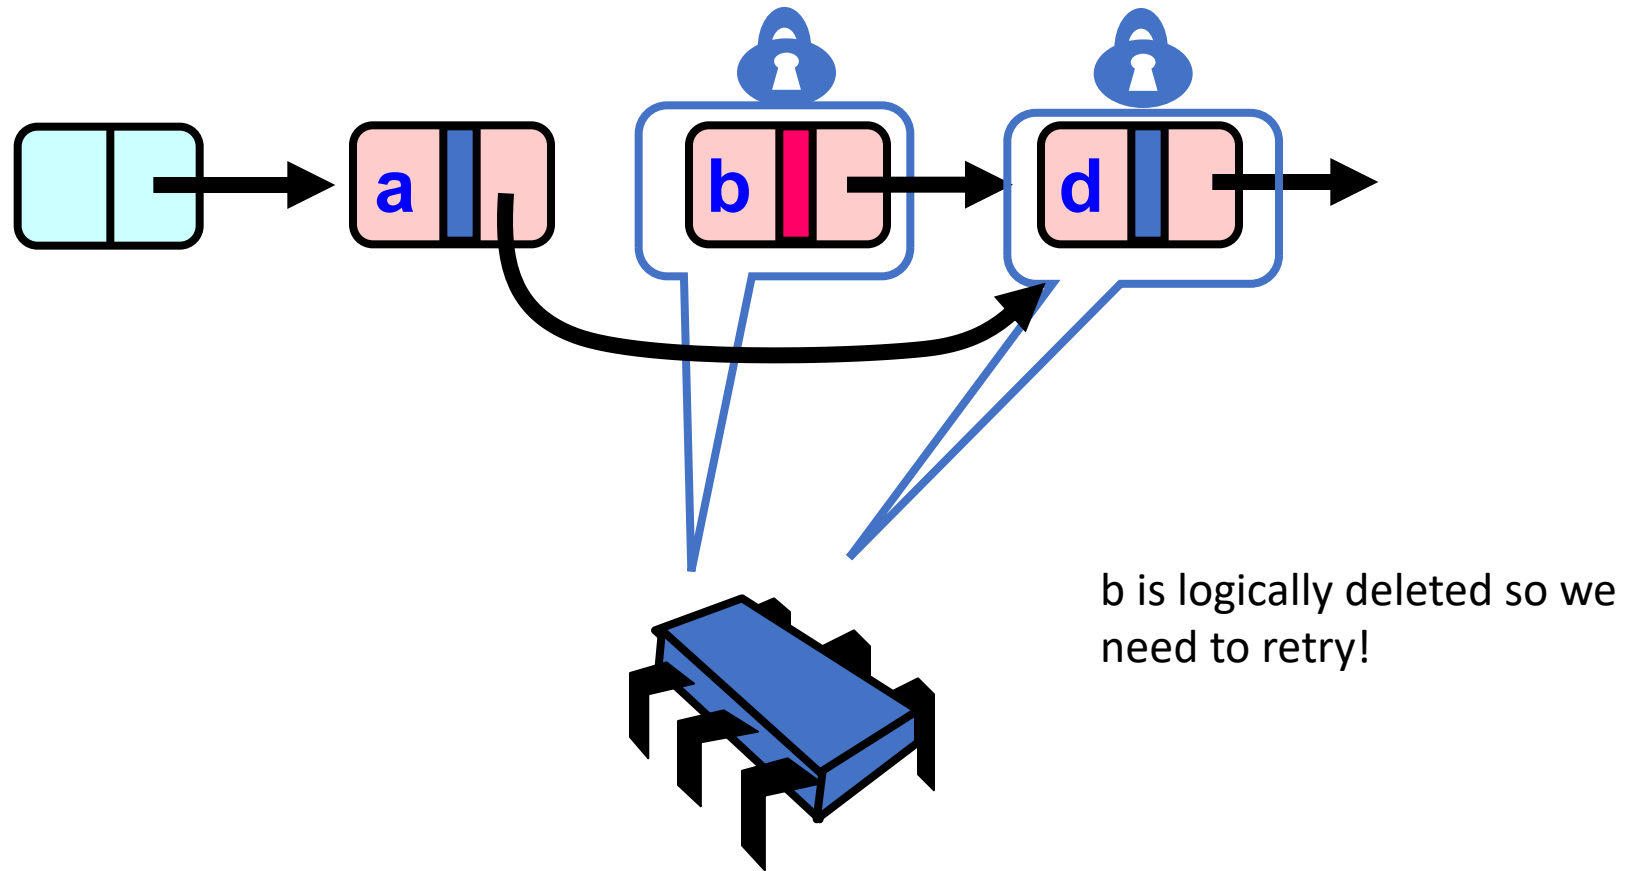 a
b
d
b is logically deleted so we
need to retry!